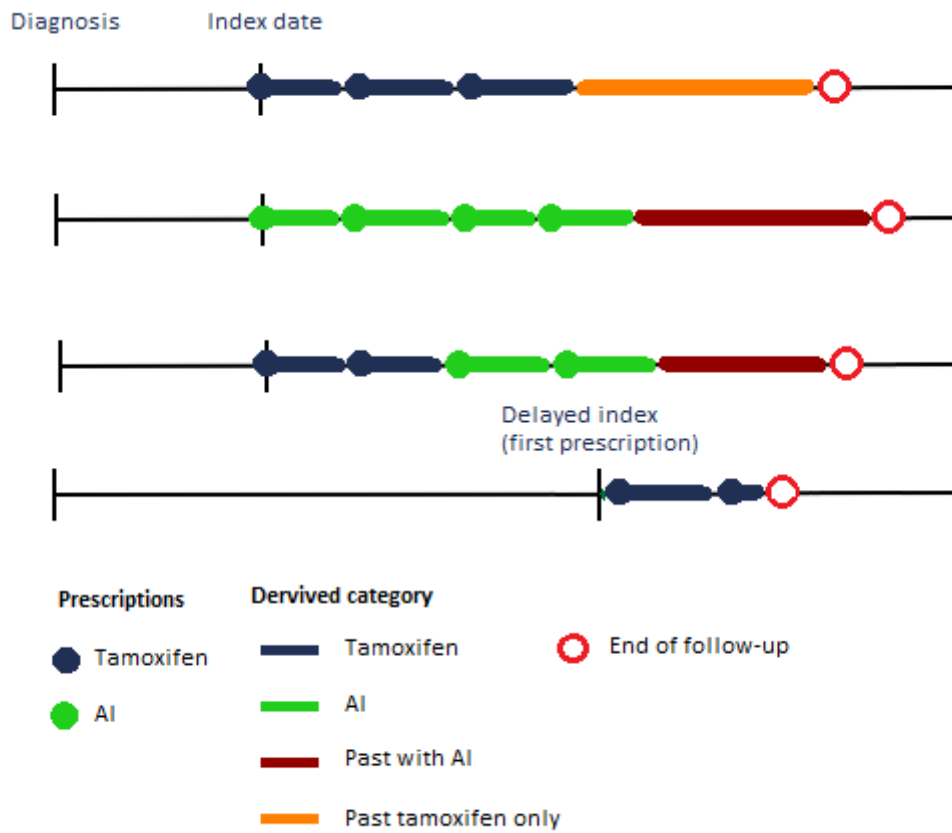 Diagnosis
Index date
Delayed index
(first prescription)
Prescriptions
Dervived category
Tamoxifen
Tamoxifen
End of follow-up
AI
AI
Past with AI
Past tamoxifen only